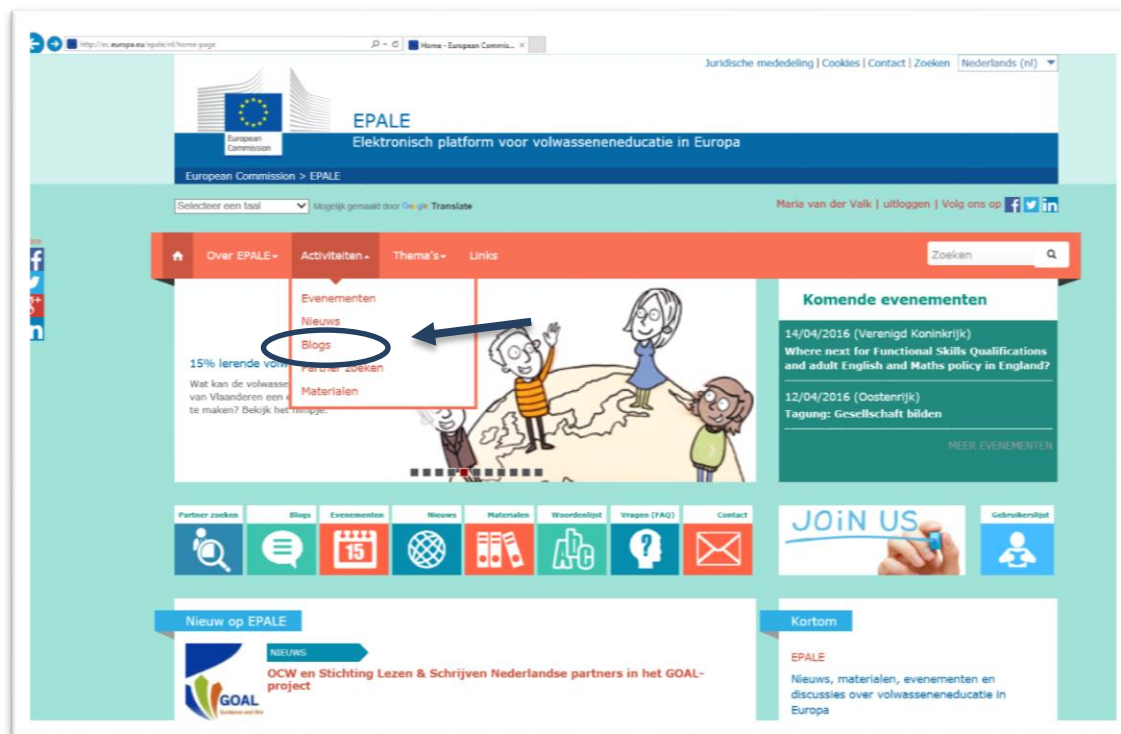 http://ec.europa.eu/epale/nl/home-page
Home - European Commis...
Juridische mededeling | Cookies | Contact | Zoeken Nederlands (nl)
European
Commission
EPALE
Elektronisch platform voor volwasseneneducatie in Europa
European Commission > EPALE
Selecteer een taal Mogelijk gemaakt door Google Translate
Maria van der Valk | uitloggen | Volg ons op
Over EPALE Activiteiten Thema's Links
Zoeken
Evenementen
Nieuws
Blogs
Partner zoeken
Materialen
15% lerende volw
Wat kan de volwasse
van Vlaanderen een
te maken? Bekijk het filmpje.
Komende evenementen
14/04/2016 (Verenigd Koninkrijk)
Where next for Functional Skills Qualifications
and adult English and Maths policy in England?
12/04/2016 (Oostenrijk)
Tagung: Gesellschaft bilden
MEER EVENEMENTEN
Partner zoeken Blogs Evenementen Nieuws Materialen Woordenlijst Vragen (FAQ) Contact
15
Abc
?
JOIN US
Gebruikerslijst
Nieuw op EPALE
NIEUWS
OCW en Stichting Lezen & Schrijven Nederlandse partners in het GOAL-
project
GOAL
Kortom
EPALE
Nieuws, materialen, evenementen en
discussies over volwasseneneducatie in
Europa